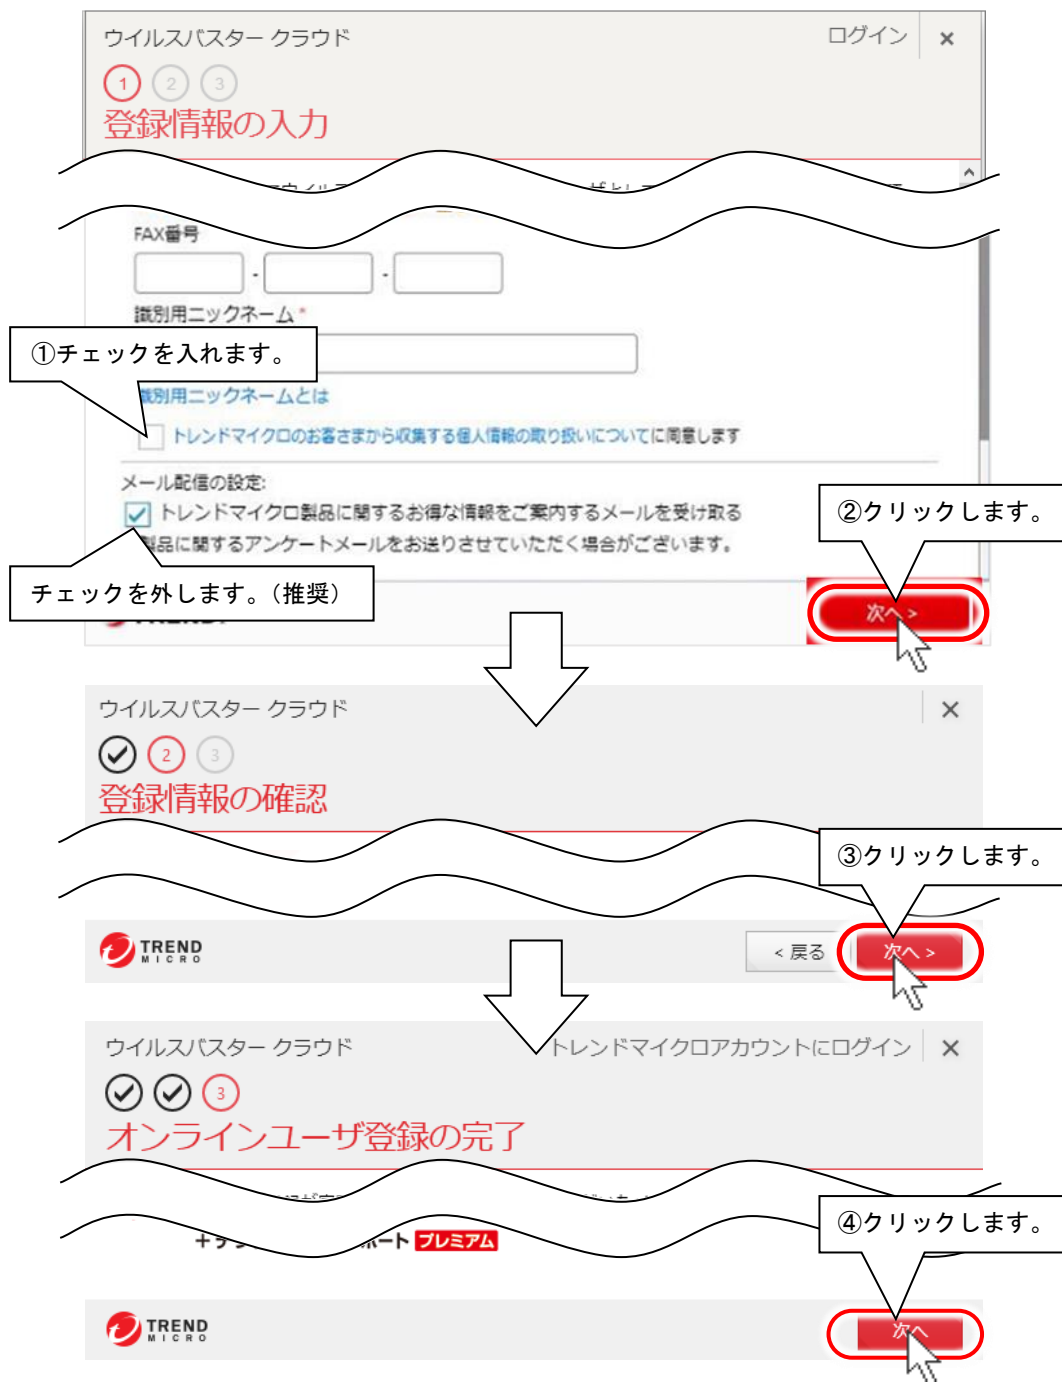 ウイルスバスター クラウド
ログイン ×
1 2 3
登録情報の入力
FAX番号
- -
識別用ニックネーム *
①チェックを入れます。
識別用ニックネームとは
トレンドマイクロのお客さまから収集する個人情報の取り扱いについてに同意します
メール配信の設定:
トレンドマイクロ製品に関するお得な情報をご案内するメールを受け取る
②クリックします。
製品に関するアンケートメールをお送りさせていただく場合がございます。
チェックを外します。（推奨）
次へ >
ウイルスバスター クラウド ×
2 3
登録情報の確認
③クリックします。
TREND MICRO
< 戻る 次へ >
ウイルスバスター クラウド
トレンドマイクロアカウントにログイン ×
3
オンラインユーザ登録の完了
④クリックします。
ポート プレミアム
TREND MICRO
次へ